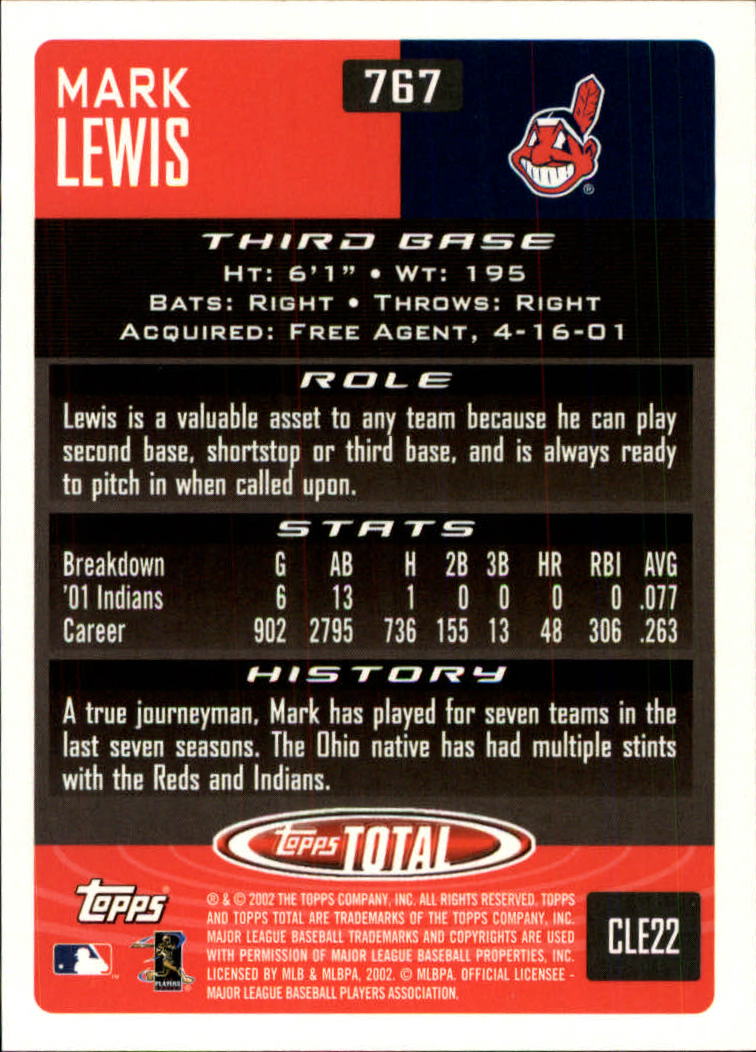 MARK
LEWIS
767
®
THIRD BASE
HT: 6'1" • WT: 195
BATS: RIGHT • THROWS: RIGHT
ACQUIRED: FREE AGENT, 4-16-01
ROLE
Lewis is a valuable asset to any team because he can play
second base, shortstop or third base, and is always ready
to pitch in when called upon.
STATS
Breakdown G AB H 2B 3B HR RBI AVG
'01 Indians 6 13 1 0 0 0 0 .077
Career 902 2795 736 155 13 48 306 .263
HISTORY
A true journeyman, Mark has played for seven teams in the
last seven seasons. The Ohio native has had multiple stints
with the Reds and Indians.
topps TOTAL
topps
® & © 2002 THE TOPPS COMPANY, INC. ALL RIGHTS RESERVED. TOPPS
AND TOPPS TOTAL ARE TRADEMARKS OF THE TOPPS COMPANY, INC.
MAJOR LEAGUE BASEBALL TRADEMARKS AND COPYRIGHTS ARE USED
WITH PERMISSION OF MAJOR LEAGUE BASEBALL PROPERTIES, INC.
LICENSED BY MLB & MLBPA, 2002. © MLBPA. OFFICIAL LICENSEE -
MAJOR LEAGUE BASEBALL PLAYERS ASSOCIATION.
PLAYERS
CLE22